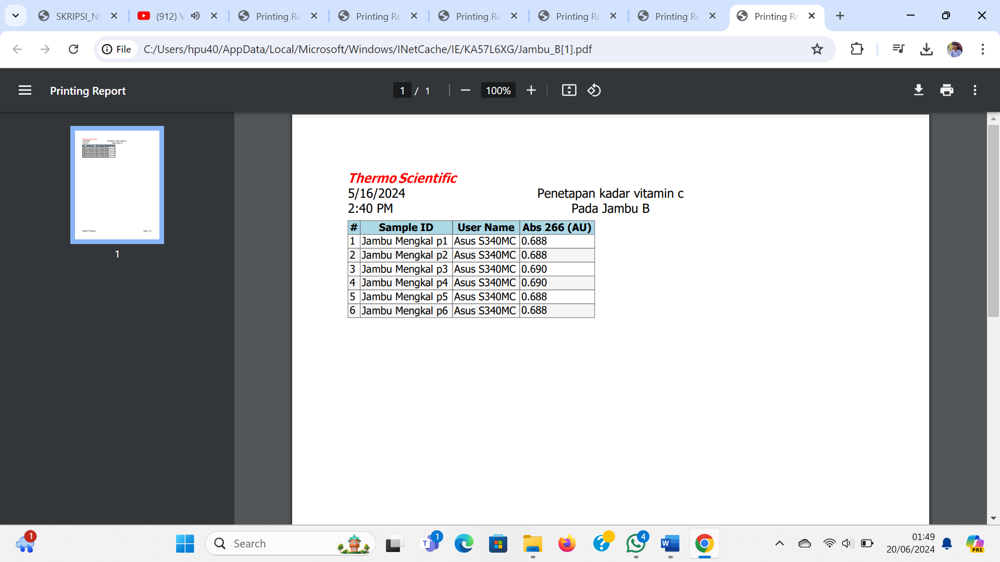 SKRIPSI_NI
(912) V
Printing Re
Printing Re
Printing Re
Printing Re
Printing Re
Printing Re
File
C:/Users/hpu40/AppData/Local/Microsoft/Windows/INetCache/IE/KA57L6XG/Jambu_B[1].pdf
Printing Report
1 / 1
100%
1
Thermo Scientific
5/16/2024 Penetapan kadar vitamin c
2:40 PM Pada Jambu B
# Sample ID User Name Abs 266 (AU)
1 Jambu Mengkal p1 Asus S340MC 0.688
2 Jambu Mengkal p2 Asus S340MC 0.688
3 Jambu Mengkal p3 Asus S340MC 0.690
4 Jambu Mengkal p4 Asus S340MC 0.690
5 Jambu Mengkal p5 Asus S340MC 0.688
6 Jambu Mengkal p6 Asus S340MC 0.688
1
Search
1
4
PRE
01:49
20/06/2024